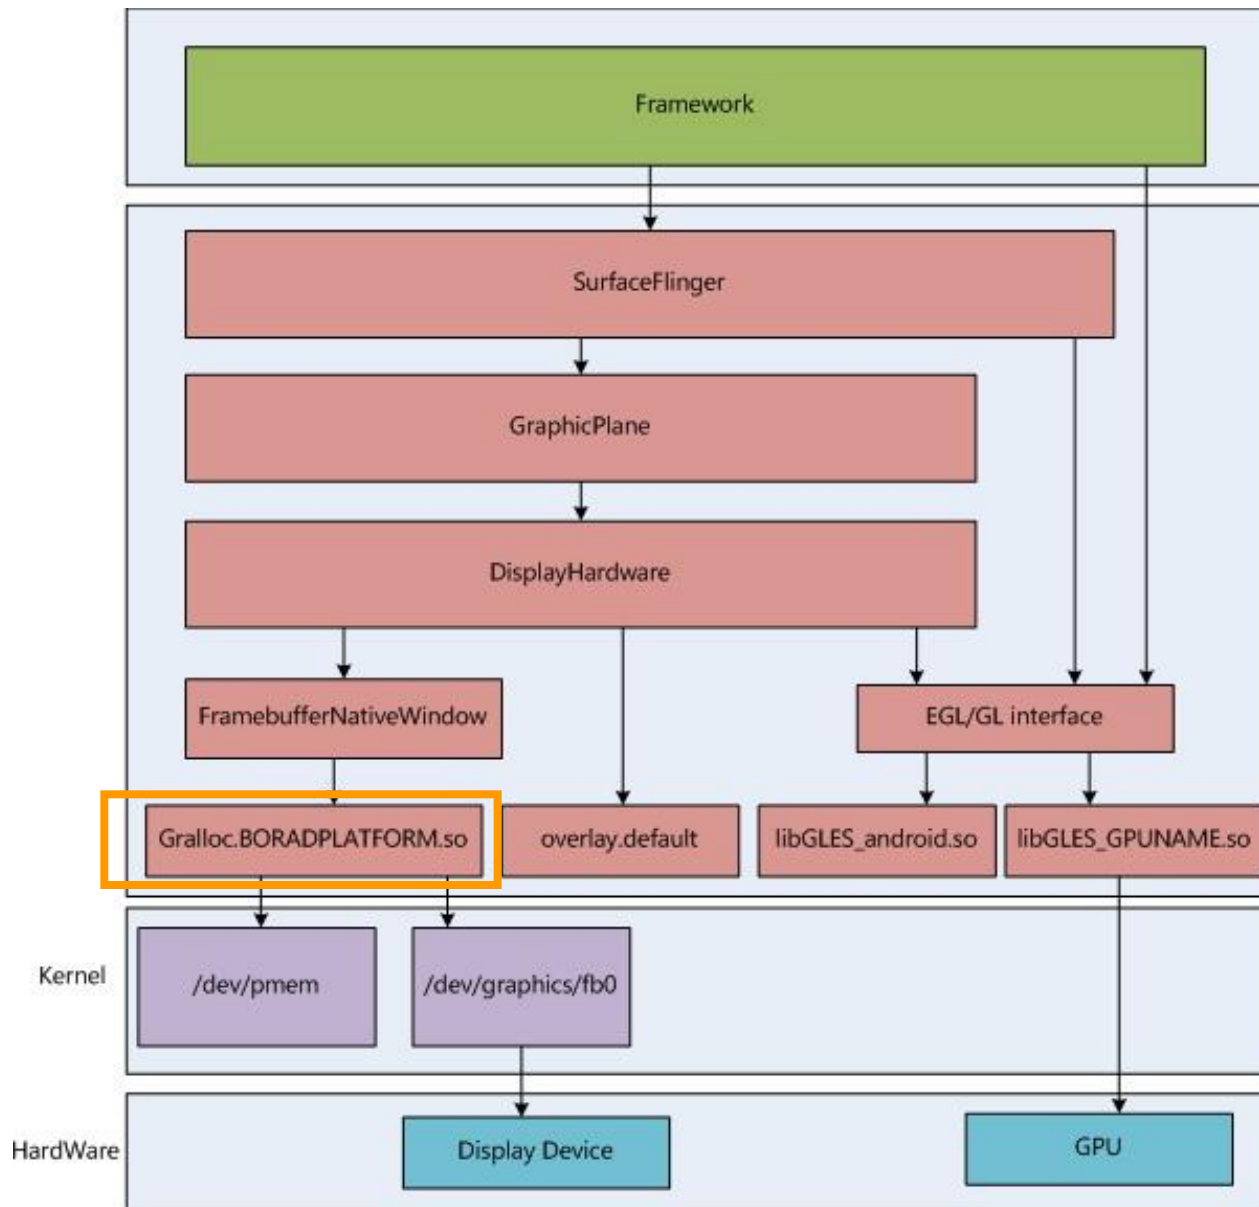 Framework
SurfaceFlinger
GraphicPlane
DisplayHardware
FramebufferNativeWindow
EGL/GL interface
Gralloc.BORADPLATFORM.so
overlay.default
libGLES_android.so
libGLES_GPUNAME.so
Kernel
/dev/pmem
/dev/graphics/fb0
HardWare
Display Device
GPU